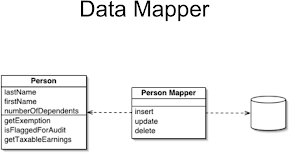 Data Mapper
Person
lastName
firstName
numberOfDependents
getExemption
isFlaggedForAudit
getTaxableEarnings
Person Mapper
insert
update
delete